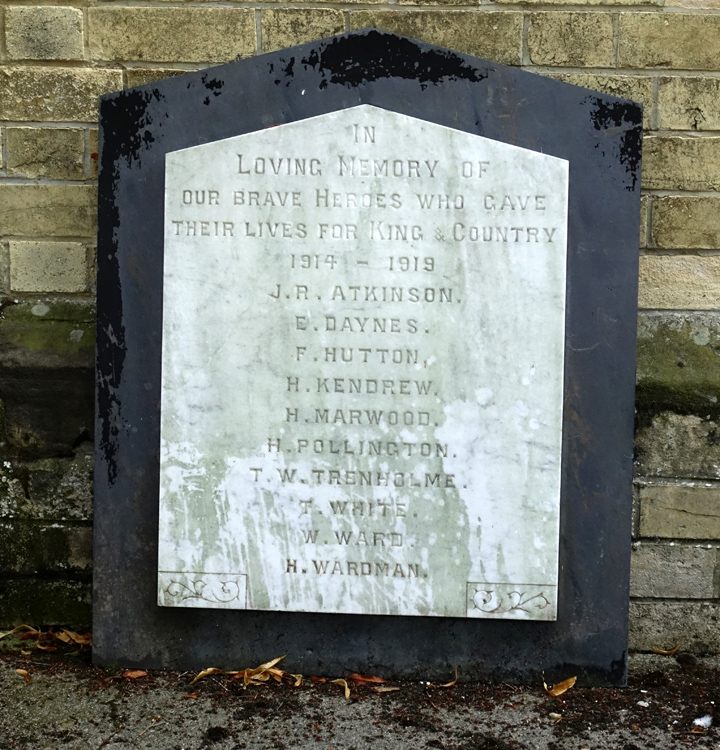 IN
LOVING MEMORY OF
OUR BRAVE HEROES WHO GAVE
THEIR LIVES FOR KING & COUNTRY
1914 - 1919
J.R. ATKINSON.
E. DAYNES.
F. HUTTON.
H. KENDREW.
H. MARWOOD.
H. POLLINGTON.
T. W. TRENHOLME.
T. WHITE.
W. WARD.
H. WARDMAN.